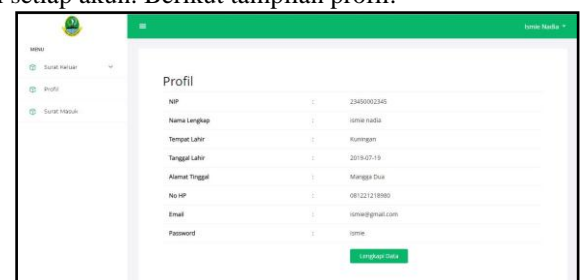 setiap akun. Berikut tampilan profil:
Ismie Nadia
MENU
Surat Keluar
Profil
Surat Masuk
Profil
NIP : 23450002345
Nama Lengkap : ismie nadia
Tempat Lahir : Kuningan
Tanggal Lahir : 2019-07-10
Alamat Tinggal : Mangga Dua
No HP : 081221218980
Email : ismie@gmail.com
Password : ismie
Lengkapi Data